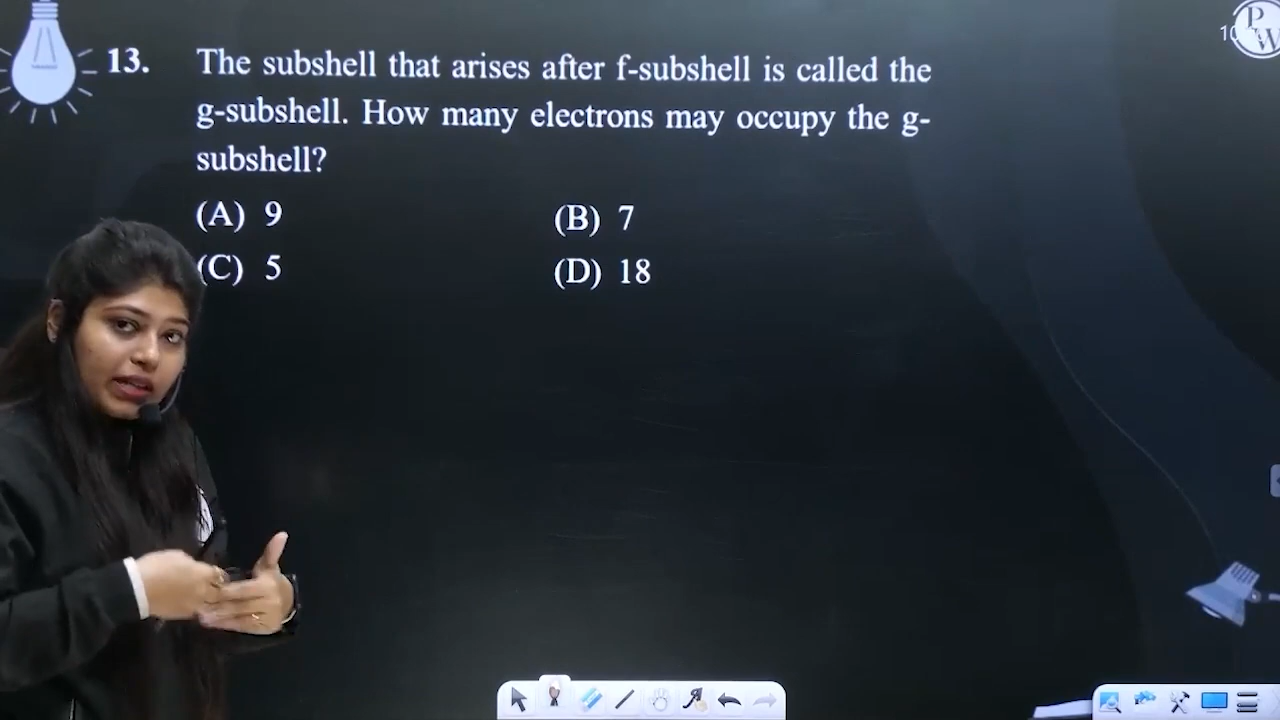 13. The subshell that arises after f-subshell is called the
g-subshell. How many electrons may occupy the g-
subshell?
(A) 9 (B) 7
(C) 5 (D) 18
P
W